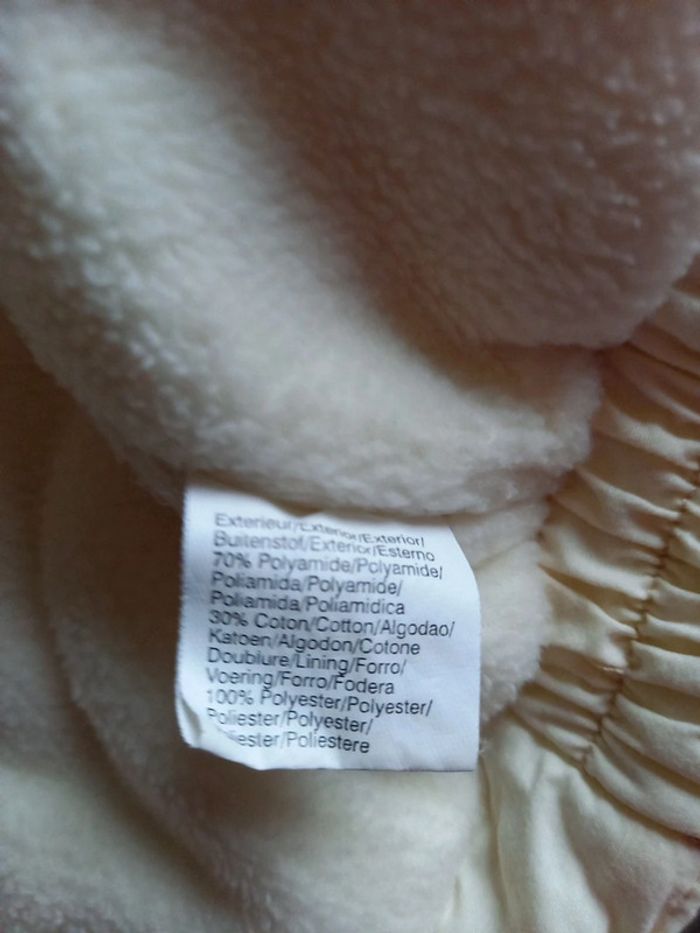 Exterieur/Exterior/Exterior/
Buitenstof/Exterior/Esterno
70% Polyamide/Polyamide/
Poliamida/Polyamide/
Poliamida/Poliamidica
30% Coton/Cotton/Algodao/
Katoen/Algodon/Cotone
Doublure/Lining/Forro/
Voering/Forro/Fodera
100% Polyester/Polyester/
Poliester/Polyester/
Poliestere